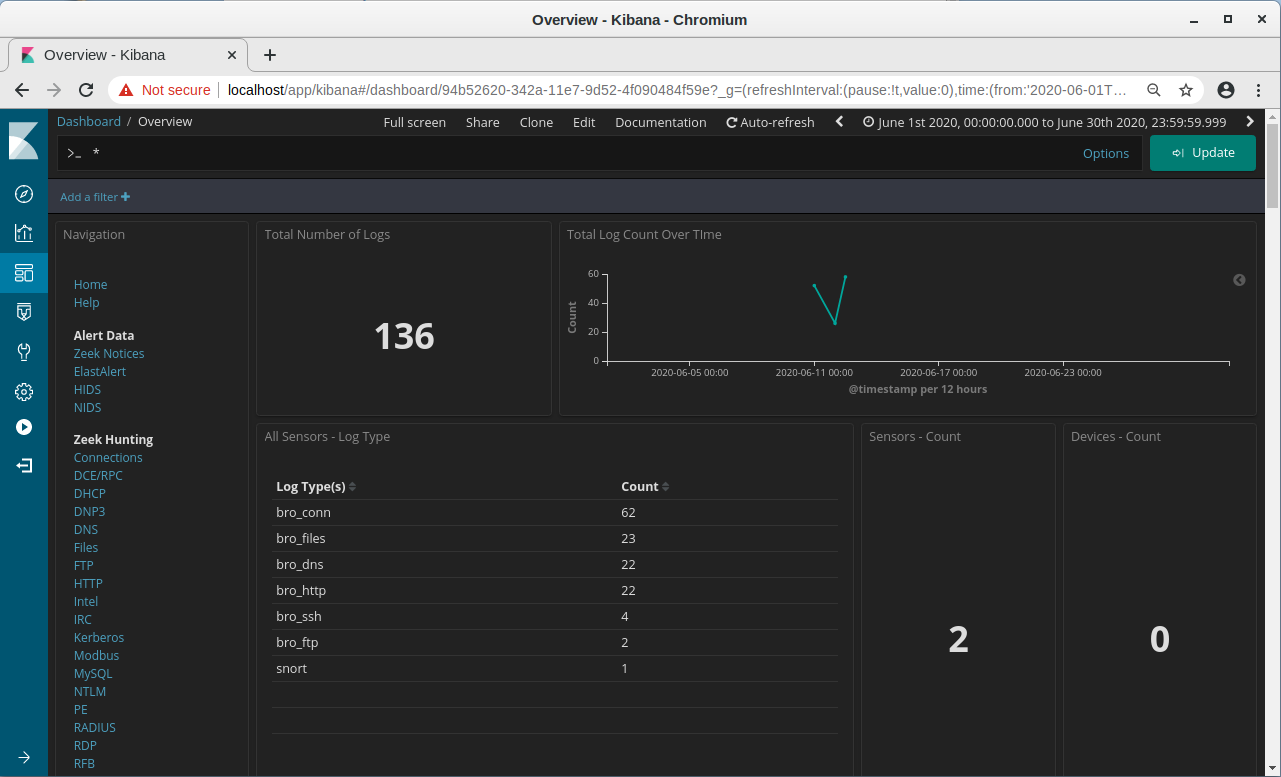 Overview - Kibana - Chromium
Overview - Kibana
Not secure
localhost/app/kibana#/dashboard/94b52620-342a-11e7-9d52-4f090484f59e?_g=(refreshInterval:(pause:!t,value:0),time:(from:'2020-06-01T...
Dashboard / Overview
Full screen Share Clone Edit Documentation Auto-refresh June 1st 2020, 00:00:00.000 to June 30th 2020, 23:59:59.999
>_ *
Options
Update
Add a filter +
Navigation
Home
Help
Alert Data
Zeek Notices
ElastAlert
HIDS
NIDS
Zeek Hunting
Connections
DCE/RPC
DHCP
DNP3
DNS
Files
FTP
HTTP
Intel
IRC
Kerberos
Modbus
MySQL
NTLM
PE
RADIUS
RDP
RFB
Total Number of Logs
136
Total Log Count Over TIme
Count
60
40
20
0
2020-06-05 00:00 2020-06-11 00:00 2020-06-17 00:00 2020-06-23 00:00
@timestamp per 12 hours
All Sensors - Log Type
Log Type(s) Count
bro_conn 62
bro_files 23
bro_dns 22
bro_http 22
bro_ssh 4
bro_ftp 2
snort 1
Sensors - Count
2
Devices - Count
0